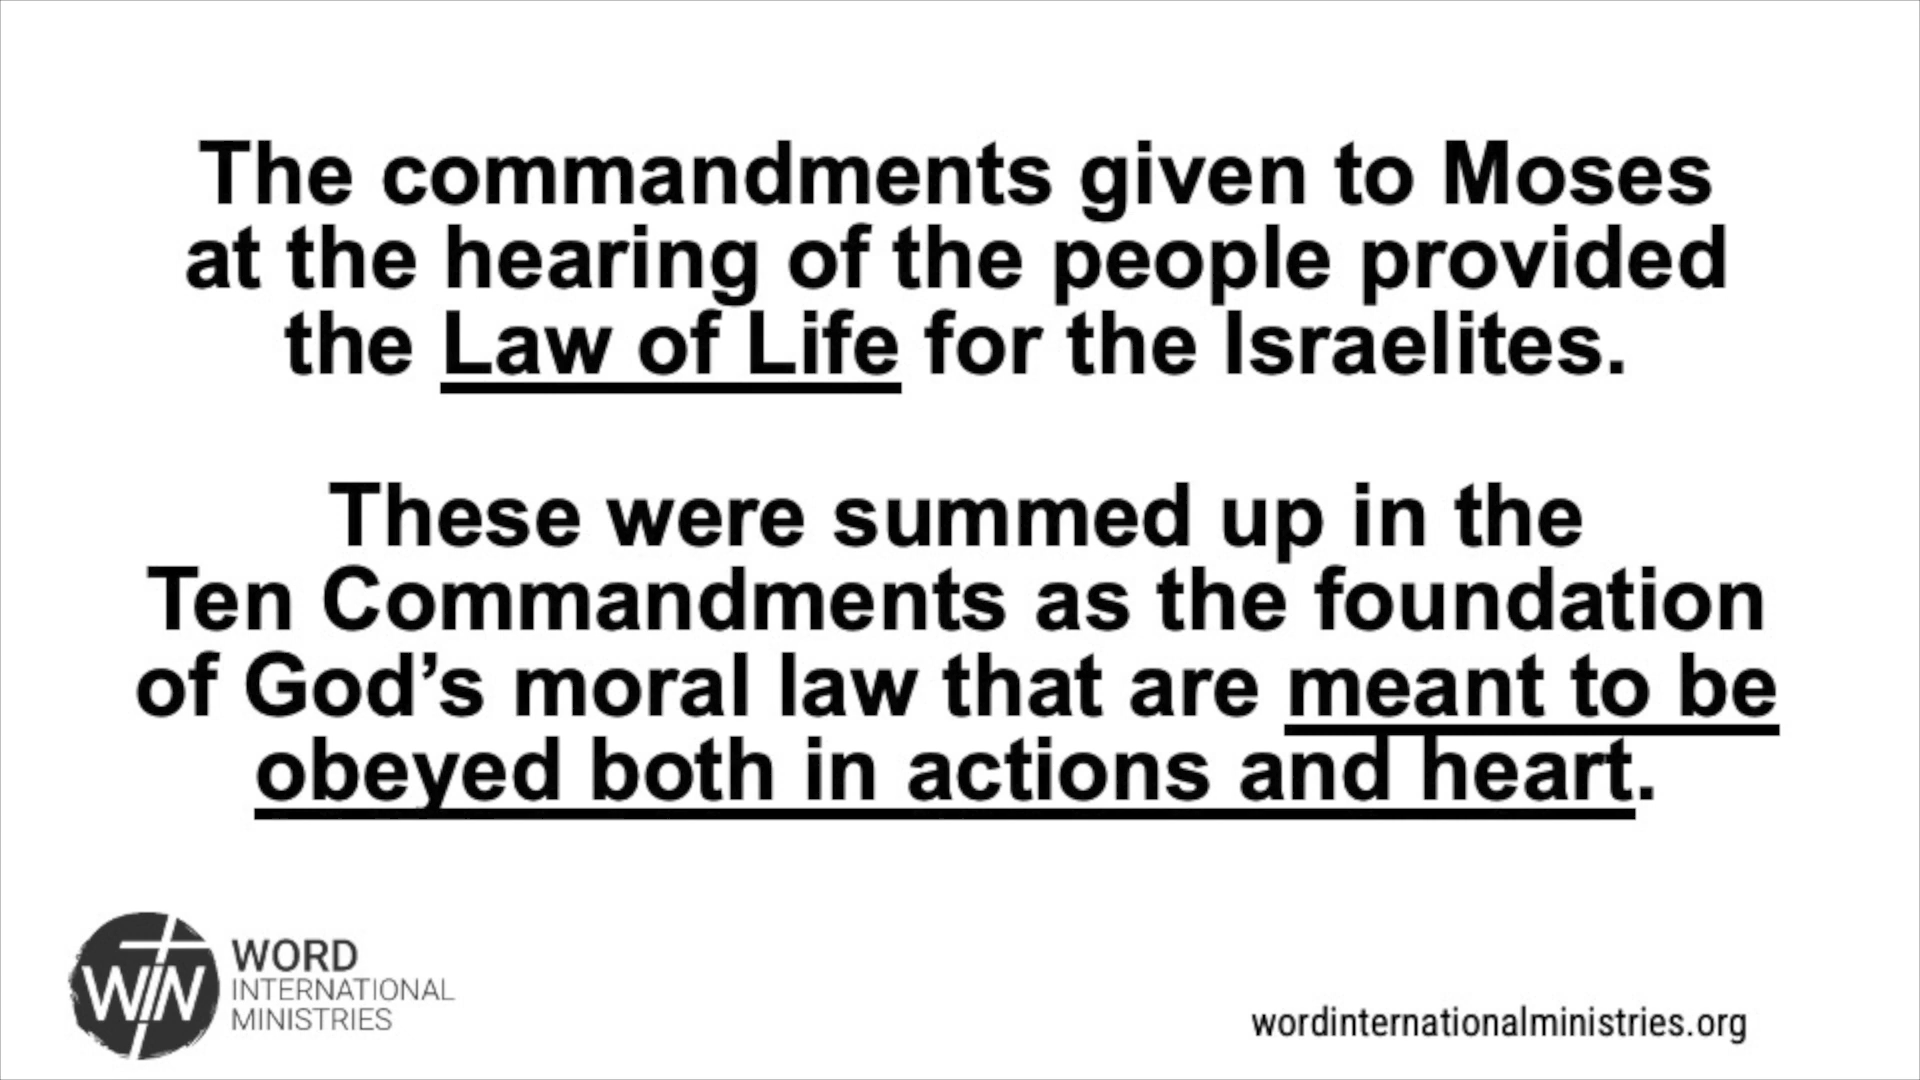 The commandments given to Moses
at the hearing of the people provided
the Law of Life for the Israelites.
These were summed up in the
Ten Commandments as the foundation
of God’s moral law that are meant to be
obeyed both in actions and heart.
WIN
WORD
INTERNATIONAL
MINISTRIES
wordinternationalministries.org